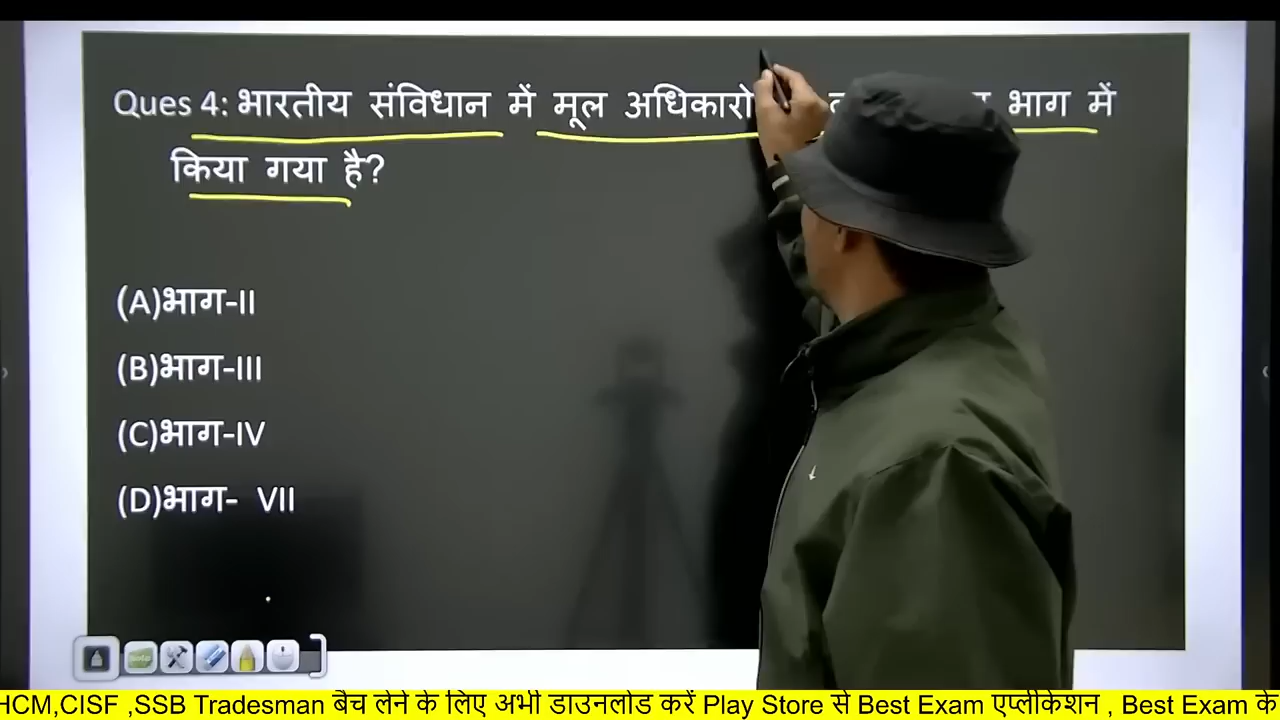 Ques 4: भारतीय संविधान में मूल अधिकारो भाग में
किया गया है?
(A)भाग-II
(B)भाग-III
(C)भाग-IV
(D)भाग- VII
HCM,CISF ,SSB Tradesman बैच लेने के लिए अभी डाउनलोड करें Play Store से Best Exam एप्लीकेशन , Best Exam के